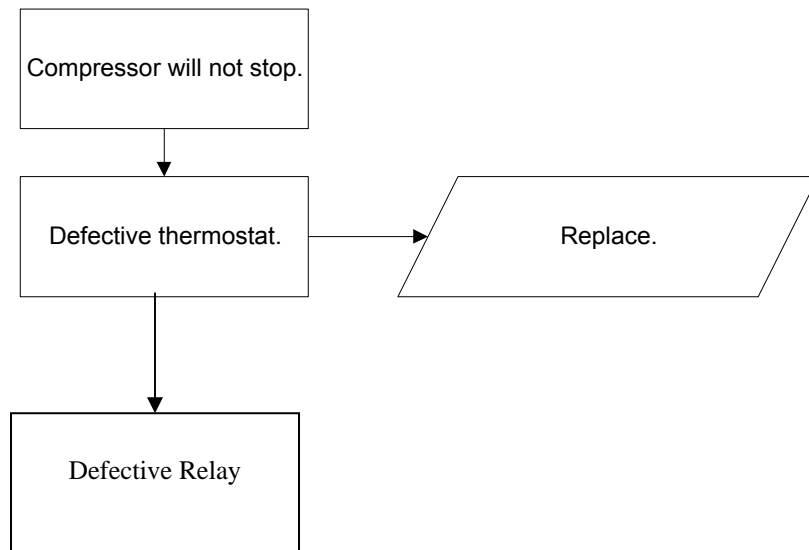 Compressor will not stop.
Defective thermostat.
Replace.
Defective Relay